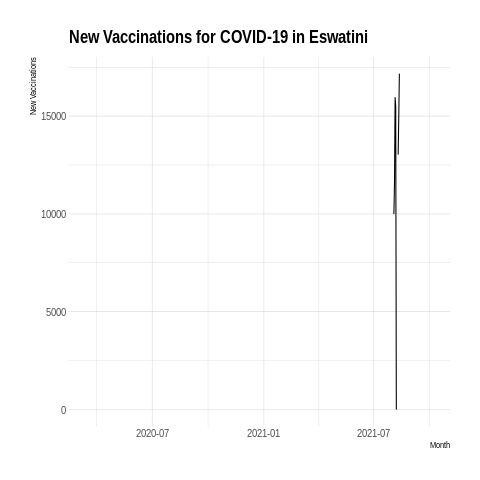 New Vaccinations for COVID-19 in Eswatini
New Vaccinations
15000
10000
5000
0
2020-07 2021-01 2021-07
Month